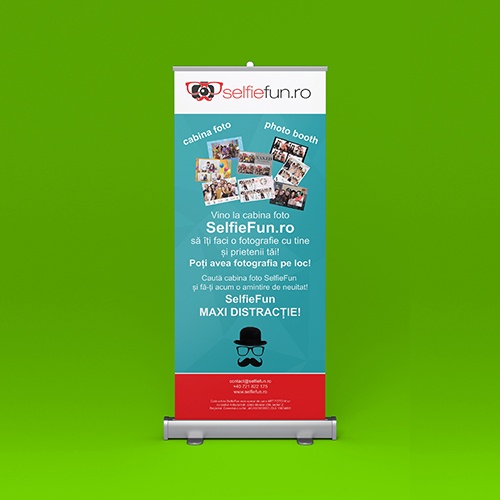 selfiefun.ro
cabina foto
photo booth
Vino la cabina foto
SelfieFun.ro
să îți faci o fotografie cu tine
și prietenii tăi!
Poți avea fotografia pe loc!
Caută cabina foto SelfieFun
și fă-ți acum o amintire de neuitat!
SelfieFun
MAXI DISTRACȚIE!
contact@selfiefun.ro
www.selfiefun.ro